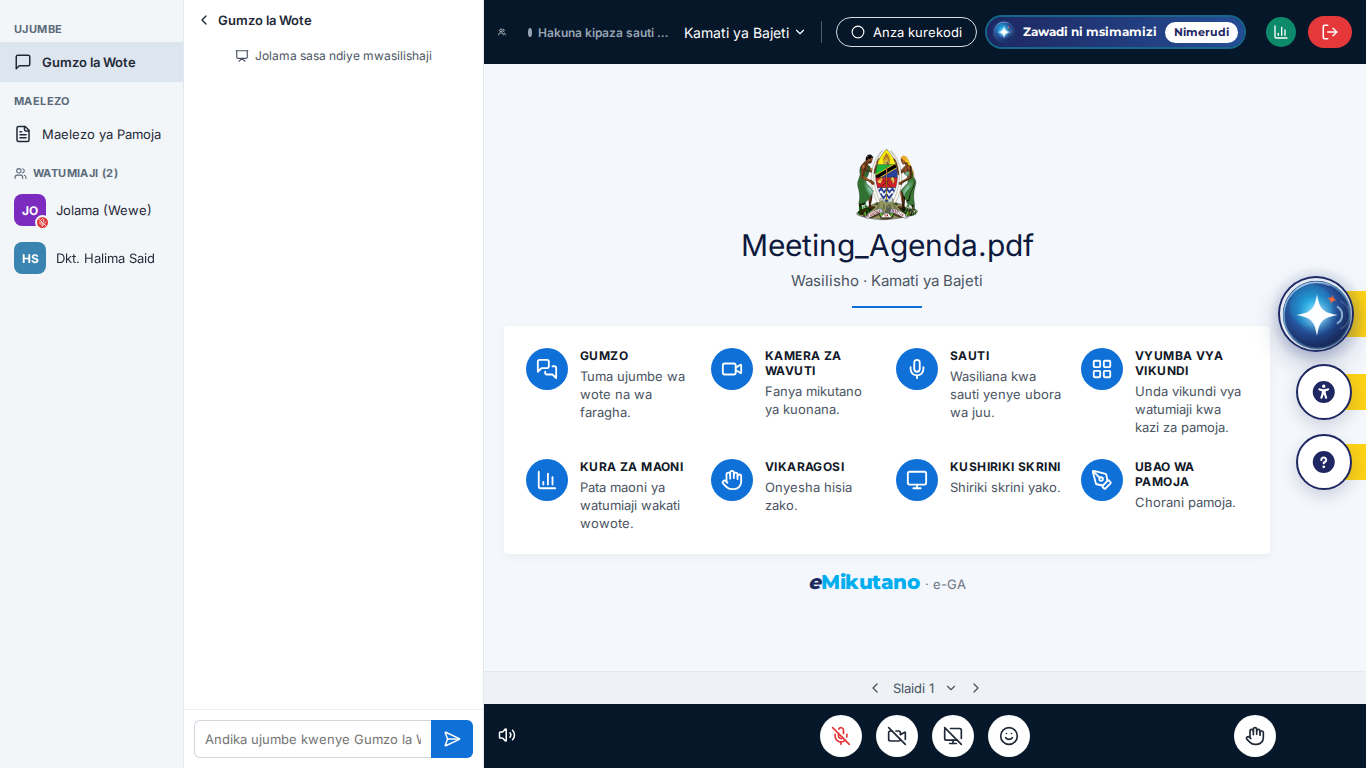 UJUMBE
Gumzo la Wote
MAELEZO
Maelezo ya Pamoja
WATUMIAJI (2)
JO
Jolama (Wewe)
HS
Dkt. Halima Said
Gumzo la Wote
Jolama sasa ndiye mwasilishaji
Andika ujumbe kwenye Gumzo la W
Hakuna kipaza sauti ...
Kamati ya Bajeti
Anza kurekodi
Zawadi ni msimamizi
Nimerudi
Meeting_Agenda.pdf
Wasilisho · Kamati ya Bajeti
GUMZO
Tuma ujumbe wa
wote na wa
faragha.
KAMERA ZA
WAVUTI
Fanya mikutano
ya kuonana.
SAUTI
Wasiliana kwa
sauti yenye ubora
wa juu.
VYUMBA VYA
VIKUNDI
Unda vikundi vya
watumiaji kwa
kazi za pamoja.
KURA ZA MAONI
Pata maoni ya
watumiaji wakati
wowote.
VIKARAGOSI
Onyesha hisia
zako.
KUSHIRIKI SKRINI
Shiriki skrini yako.
UBAO WA
PAMOJA
Chorani pamoja.
eMikutano · e-GA
Slaidi 1